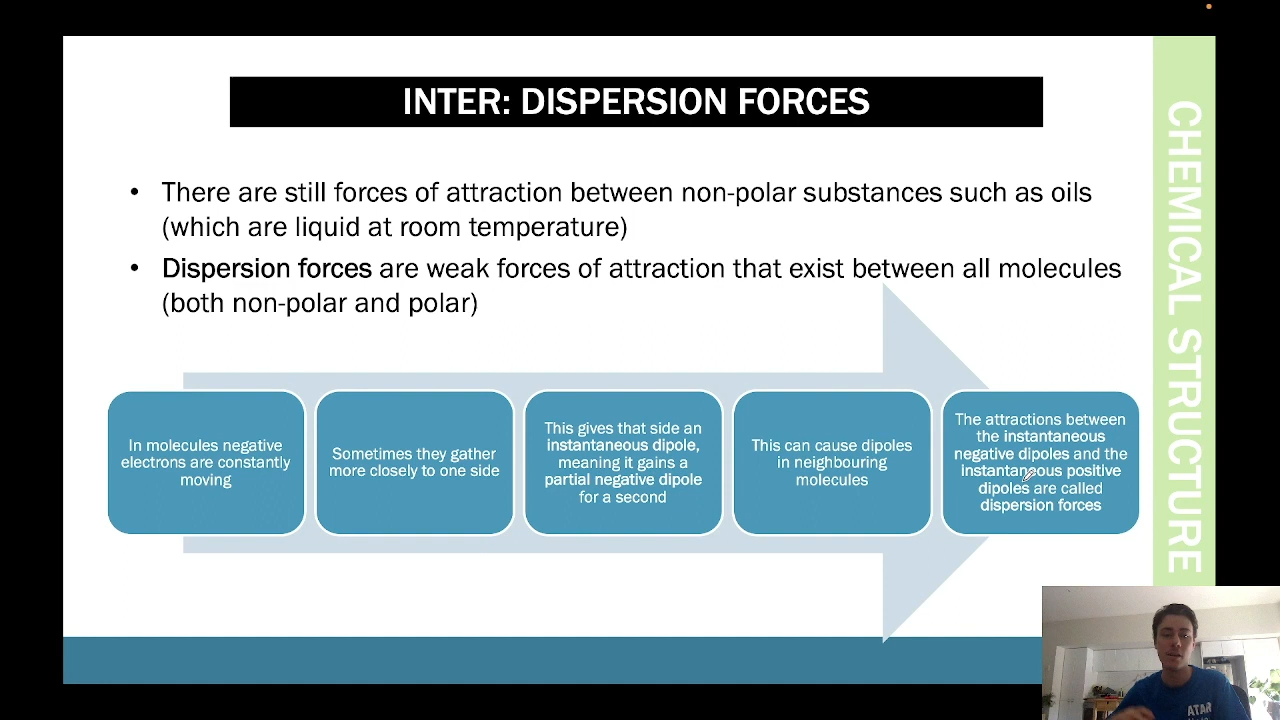 INTER: DISPERSION FORCES
• There are still forces of attraction between non-polar substances such as oils
(which are liquid at room temperature)
• Dispersion forces are weak forces of attraction that exist between all molecules
(both non-polar and polar)
In molecules negative
electrons are constantly
moving
Sometimes they gather
more closely to one side
This gives that side an
instantaneous dipole,
meaning it gains a
partial negative dipole
for a second
This can cause dipoles
in neighbouring
molecules
The attractions between
the instantaneous
negative dipoles and the
instantaneous positive
dipoles are called
dispersion forces
CHEMICAL STRUCTURE
ATAR